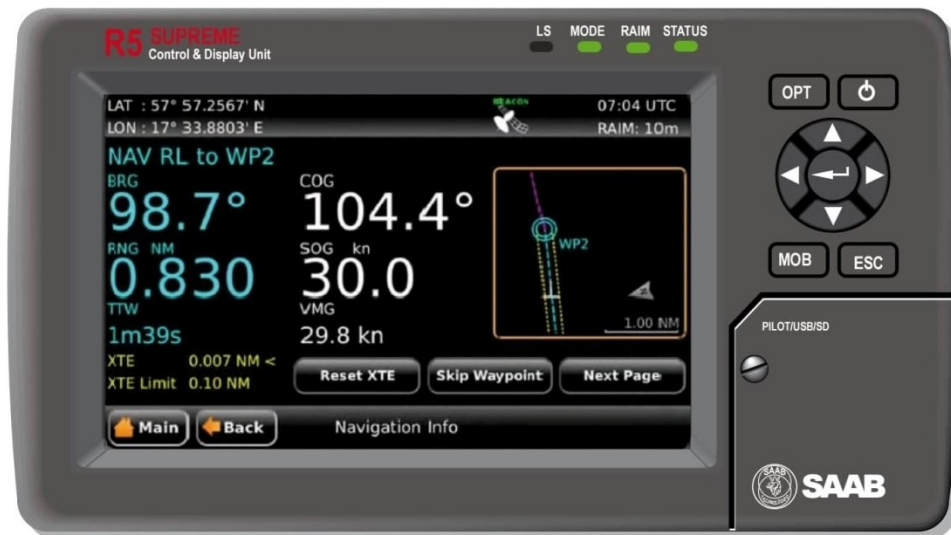 R5 SUPREME
Control & Display Unit
LS MODE RAIM STATUS
OPT
LAT : 57° 57.2567' N
BEACON
07:04 UTC
LON : 17° 33.8803' E
RAIM: 10m
NAV RL to WP2
BRG
98.7°
COG
104.4°
RNG NM
0.830
SOG kn
30.0
TTW
1m39s
VMG
29.8 kn
WP2
1.00 NM
XTE 0.007 NM <
XTE Limit 0.10 NM
Reset XTE
Skip Waypoint
Next Page
Main
Back
Navigation Info
MOB
ESC
PILOT/USB/SD
SAAB
SAAB